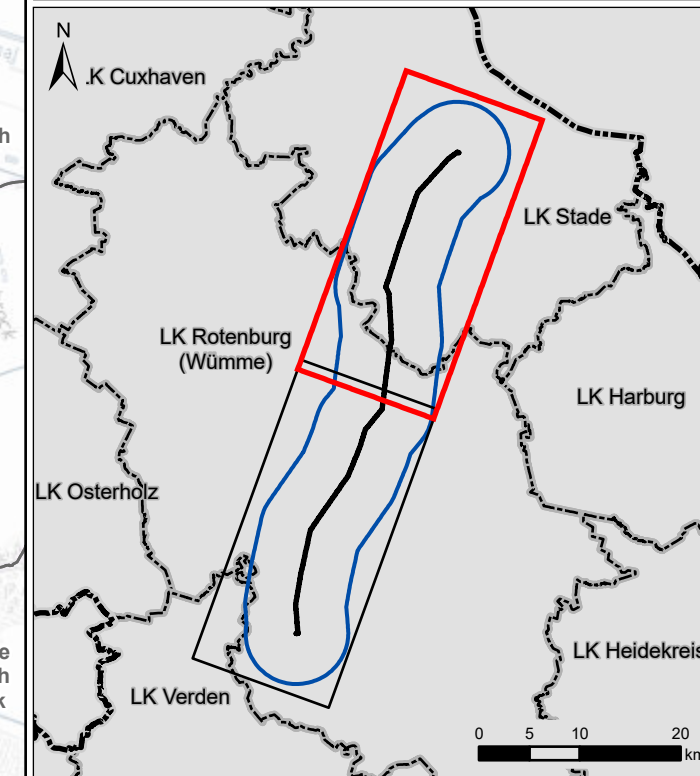 N
LK Cuxhaven
LK Stade
LK Rotenburg
(Wümme)
LK Harburg
LK Osterholz
LK Heidekreis
LK Verden
0 5 10 20
km